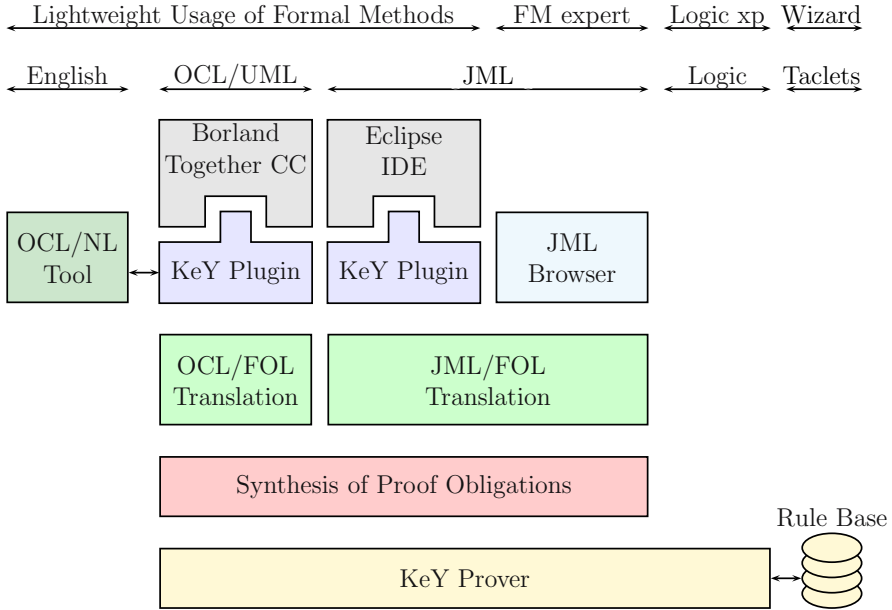 Lightweight Usage of Formal Methods FM expert Logic xp Wizard
English OCL/UML JML Logic Taclets
Borland
Together CC
Eclipse
IDE
OCL/NL
Tool
KeY Plugin
KeY Plugin
JML
Browser
OCL/FOL
Translation
JML/FOL
Translation
Synthesis of Proof Obligations
Rule Base
KeY Prover